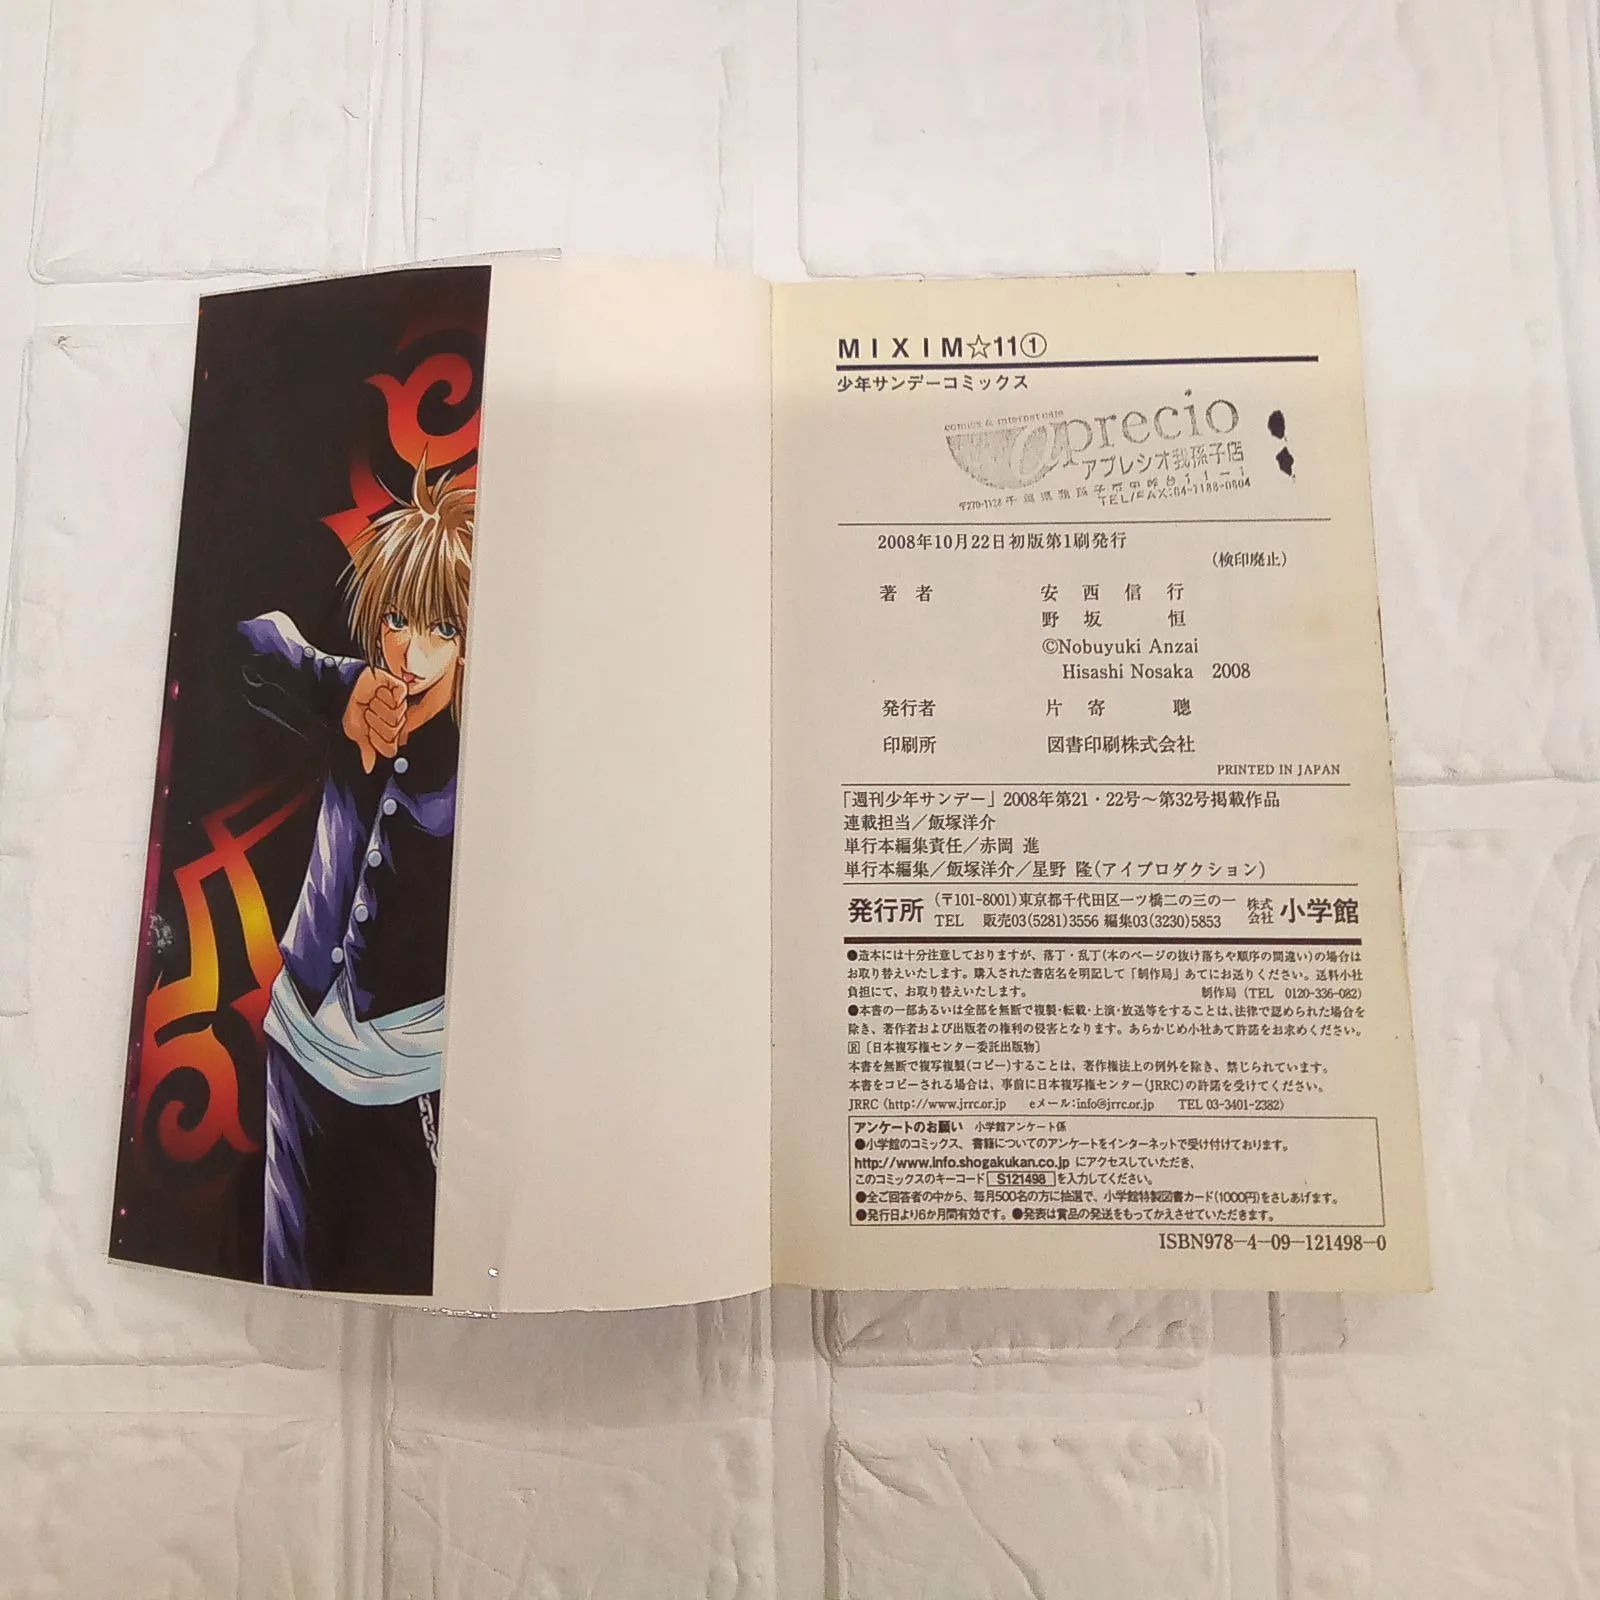 MIXIM☆11①
少年サンデーコミックス
comics & internet cafe
aprecio
アプレシオ我孫子店
TEL/FAX:04-7188-0804
2008年10月22日初版第1刷発行
(検印廃止)
著者 安西信行
野坂恒
©Nobuyuki Anzai
Hisashi Nosaka 2008
発行者 片寄聰
印刷所 図書印刷株式会社
PRINTED IN JAPAN
「週刊少年サンデー」2008年第21・22号〜第32号掲載作品
連載担当／飯塚洋介
単行本編集責任／赤岡 進
単行本編集／飯塚洋介／星野 隆(アイプロダクション)
発行所 (〒101-8001)東京都千代田区一ツ橋二の三の一 株式会社 小学館
TEL 販売03(5281)3556 編集03(3230)5853
●造本には十分注意しておりますが、落丁・乱丁(本のページの抜け落ちや順序の間違い)の場合は
お取り替えいたします。購入された書店名を明記して「制作局」あてにお送りください。送料小社
負担にて、お取り替えいたします。 制作局(TEL 0120-336-082)
●本書の一部あるいは全部を無断で複製・転載・上演・放送等をすることは、法律で認められた場合を
除き、著作者および出版者の権利の侵害となります。あらかじめ小社あて許諾をお求めください。
R［日本複写権センター委託出版物］
本書を無断で複写複製(コピー)することは、著作権法上の例外を除き、禁じられています。
本書をコピーされる場合は、事前に日本複写権センター(JRRC)の許諾を受けてください。
JRRC(http://www.jrrc.or.jp eメール:info@jrrc.or.jp TEL 03-3401-2382)
アンケートのお願い 小学館アンケート係
●小学館のコミックス、書籍についてのアンケートをインターネットで受け付けております。
http://www.info.shogakukan.co.jp にアクセスしていただき、
このコミックスのキーコード S121498 を入力してください。
●全ご回答者の中から、毎月500名の方に抽選で、小学館特製図書カード(1000円)をさしあげます。
●発行日より6か月間有効です。●発表は賞品の発送をもってかえさせていただきます。
ISBN978-4-09-121498-0